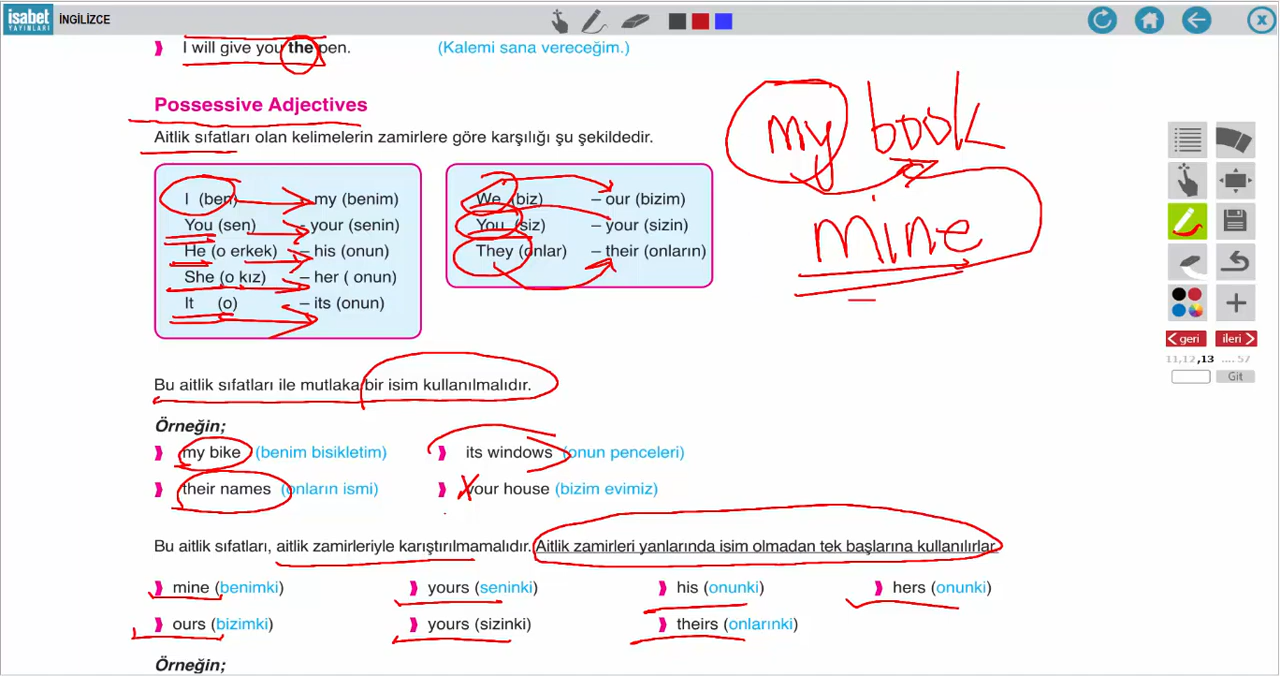 isabet
YAYINLARI
İNGİLİZCE
I will give you the pen. (Kalemi sana vereceğim.)
Possessive Adjectives
Aitlik sıfatları olan kelimelerin zamirlere göre karşılığı şu şekildedir.
my book
mine
I (ben) – my (benim)
You (sen) – your (senin)
He (o erkek) – his (onun)
She (o kız) – her ( onun)
It (o) – its (onun)
We (biz) – our (bizim)
You (siz) – your (sizin)
They (onlar) – their (onların)
geri ileri
11,12,13 .... 57
Git
Bu aitlik sıfatları ile mutlaka bir isim kullanılmalıdır.
Örneğin;
my bike (benim bisikletim) its windows (onun penceleri)
their names (onların ismi) your house (bizim evimiz)
Bu aitlik sıfatları, aitlik zamirleriyle karıştırılmamalıdır. Aitlik zamirleri yanlarında isim olmadan tek başlarına kullanılırlar.
mine (benimki) yours (seninki) his (onunki) hers (onunki)
ours (bizimki) yours (sizinki) theirs (onlarınki)
Örneğin;